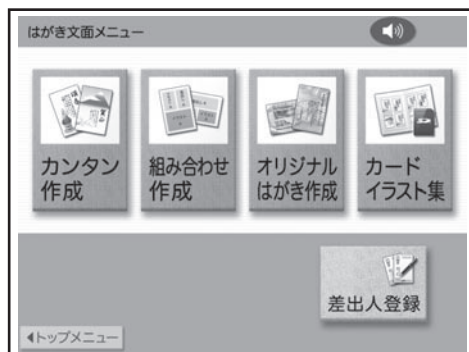 はがき文面メニュー
カンタン
作成
組み合わせ
作成
オリジナル
はがき作成
カード
イラスト集
差出人登録
トップメニュー